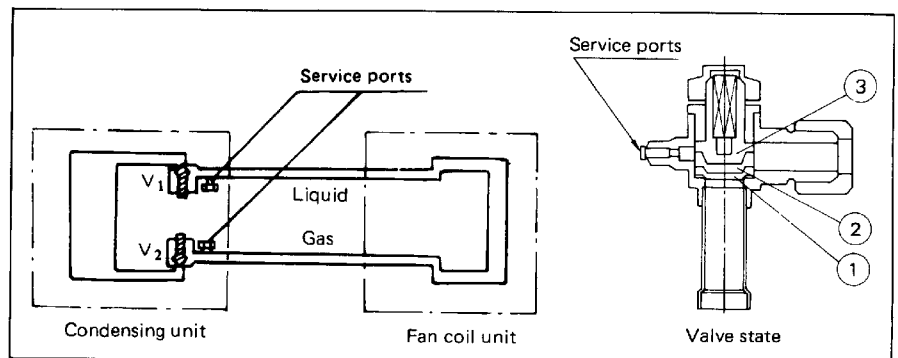 Service ports
V1
Liquid
V2
Gas
Condensing unit
Fan coil unit
Service ports
3
2
1
Valve state